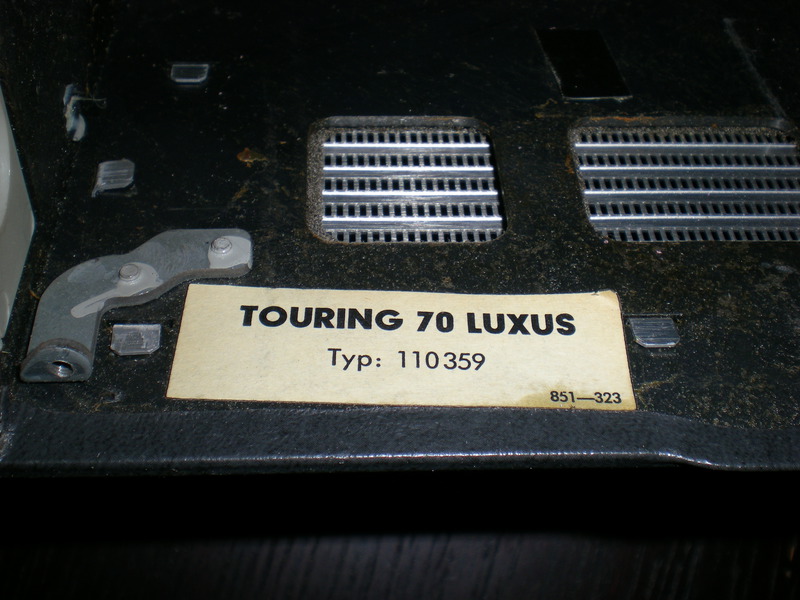 TOURING 70 LUXUS
Typ: 110359
851—323